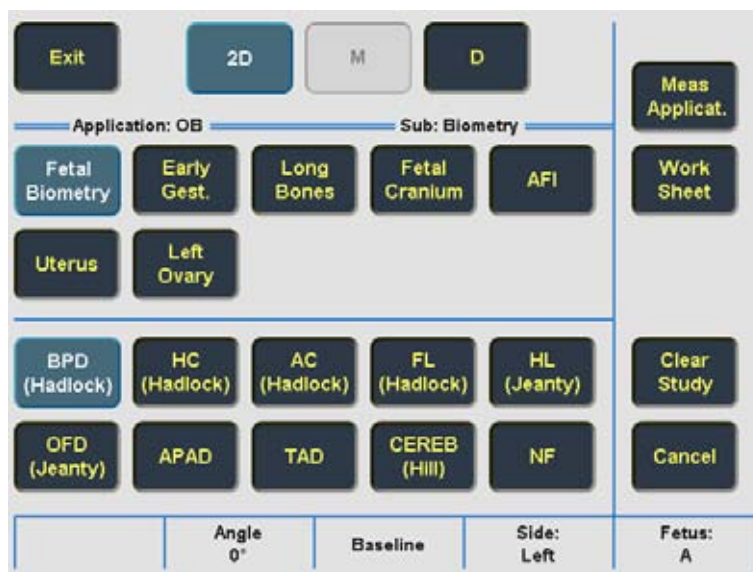 Exit
2D
M
D
Meas
Applicat.
Application: OB
Sub: Biometry
Fetal
Biometry
Early
Gest.
Long
Bones
Fetal
Cranium
AFI
Work
Sheet
Uterus
Left
Ovary
BPD
(Hadlock)
HC
(Hadlock)
AC
(Hadlock)
FL
(Hadlock)
HL
(Jeanty)
Clear
Study
OFD
(Jeanty)
APAD
TAD
CEREB
(Hill)
NF
Cancel
Angle
0°
Baseline
Side:
Left
Fetus:
A